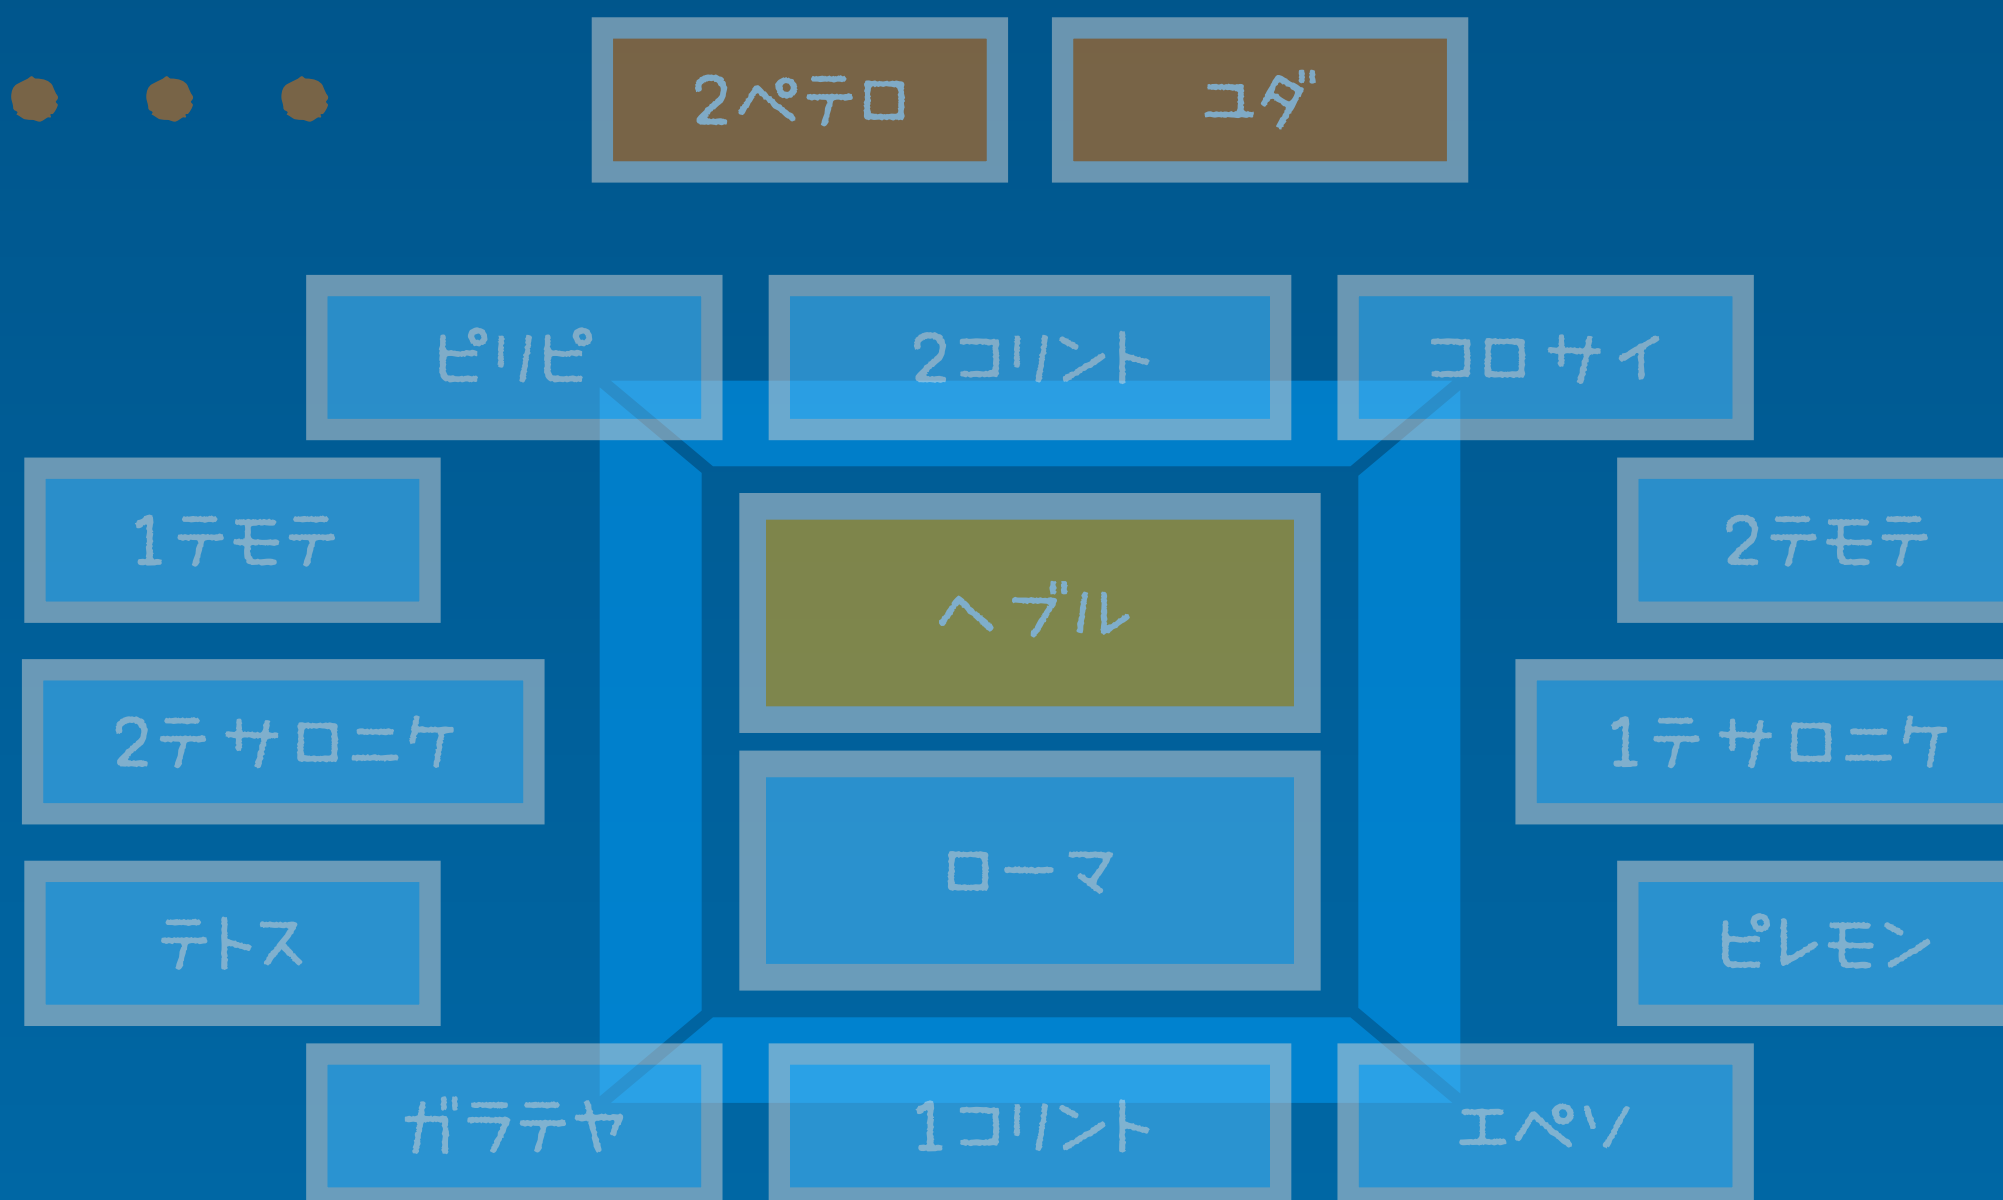 2ペテロ
ユダ
ピリピ
2コリント
コロサイ
1テモテ
ヘブル
2テモテ
2テサロニケ
1テサロニケ
ローマ
テトス
ピレモン
ガラテヤ
1コリント
エペソ